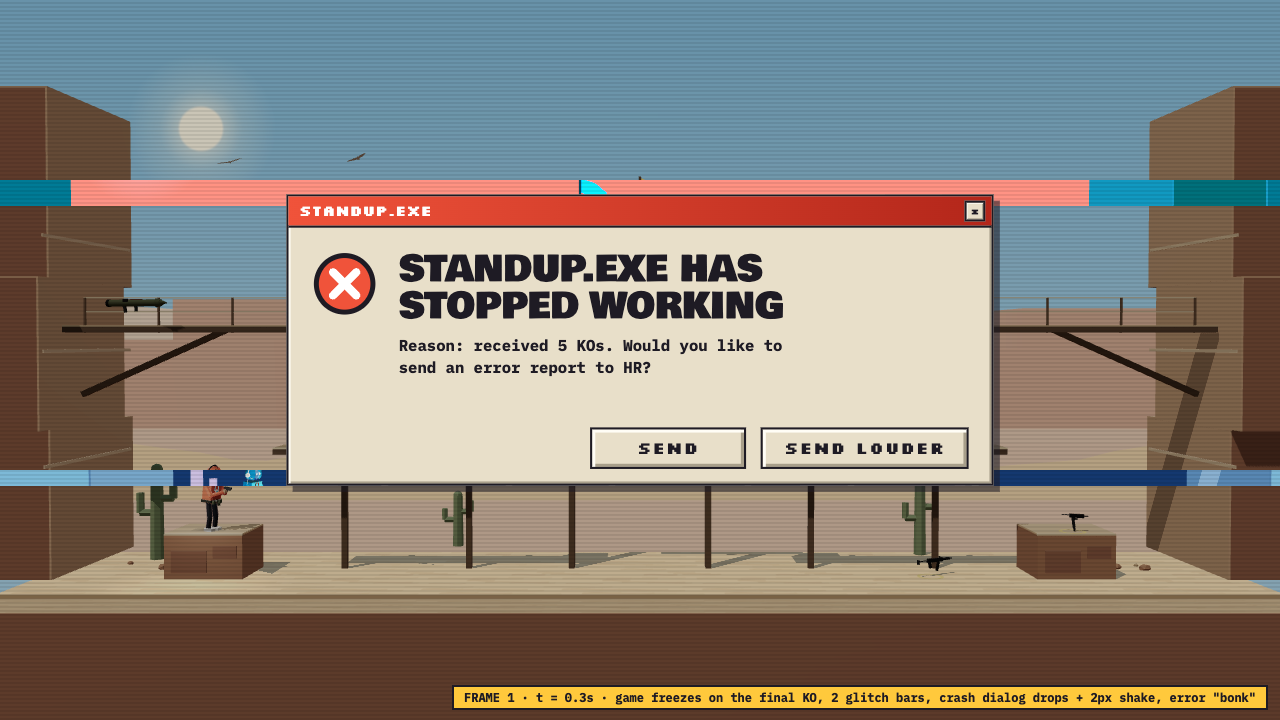 STANDUP.EXE
STANDUP.EXE HAS
STOPPED WORKING
Reason: received 5 KOs. Would you like to
send an error report to HR?
SEND
SEND LOUDER
FRAME 1 · t = 0.3s · game freezes on the final KO, 2 glitch bars, crash dialog drops + 2px shake, error "bonk"